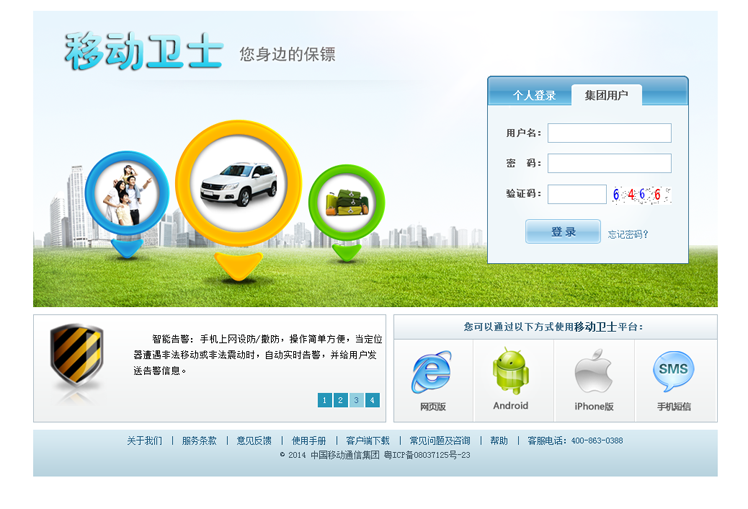 移动卫士 您身边的保镖
个人登录 集团用户
用户名：
密 码：
验证码： 6 4 6 6
登 录 忘记密码?
智能告警：手机上网设防/撤防，操作简单方便，当定位
器遭遇非法移动或非法震动时，自动实时告警，并给用户发
送告警信息。
1 2 3 4
您可以通过以下方式使用移动卫士平台：
SMS
网页版 Android iPhone版 手机短信
关于我们 | 服务条款 | 意见反馈 | 使用手册 | 客户端下载 | 常见问题及咨询 | 帮助 | 客服电话：400-863-0388
© 2014 中国移动通信集团 粤ICP备08037125号-23